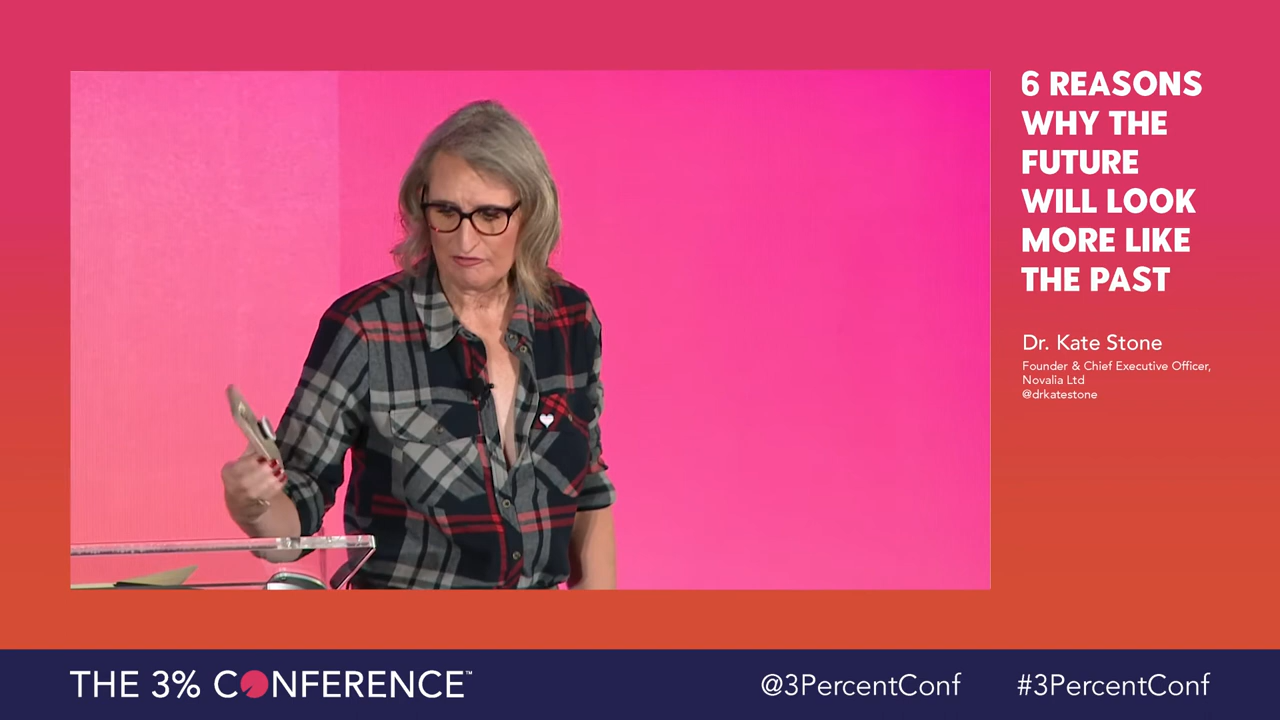 6 REASONS
WHY THE
FUTURE
WILL LOOK
MORE LIKE
THE PAST
Dr. Kate Stone
Founder & Chief Executive Officer,
Novalia Ltd
@drkatestone
THE 3% CONFERENCE™
@3PercentConf
#3PercentConf